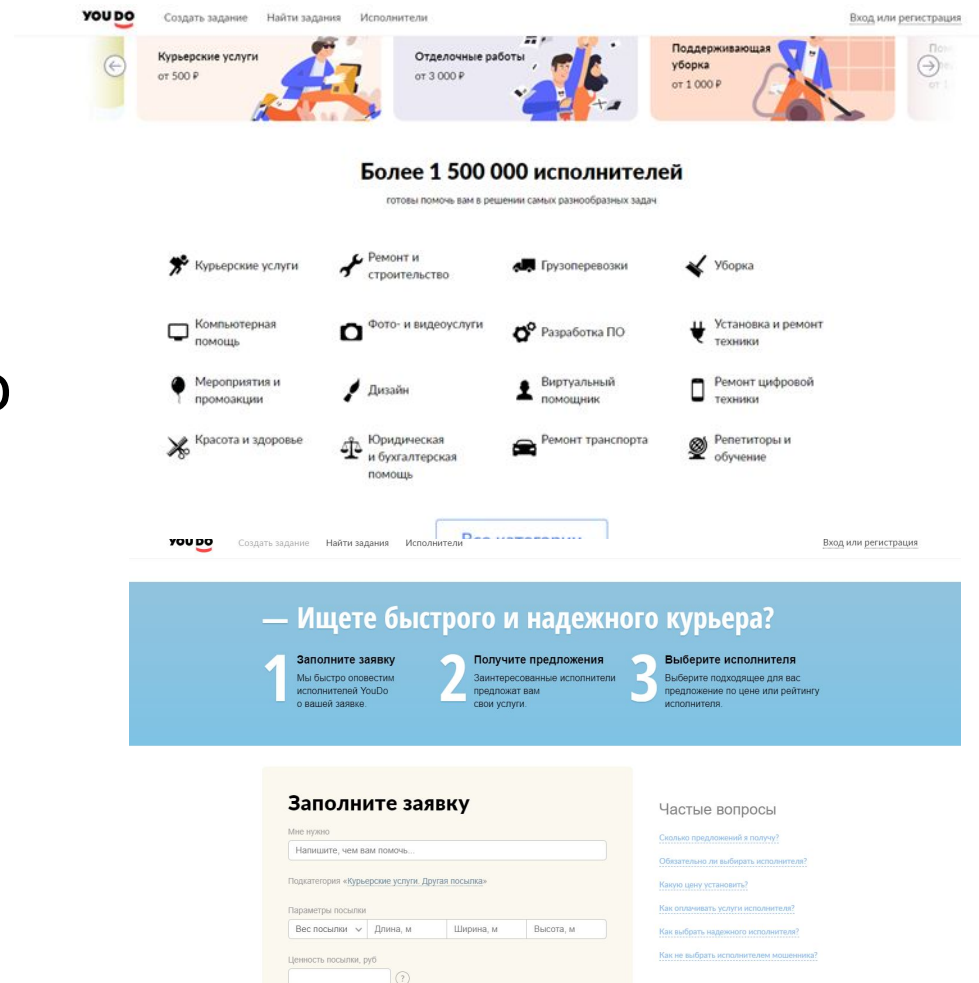 YOU DO Создать задание Найти задания Исполнители Вход или регистрация
Курьерские услуги
от 500 ₽
Отделочные работы
от 3 000 ₽
Поддерживающая
уборка
от 1 000 ₽
Более 1 500 000 исполнителей
готовы помочь вам в решении самых разнообразных задач
Курьерские услуги
Ремонт и
строительство
Грузоперевозки
Уборка
Компьютерная
помощь
Фото- и видеоуслуги
Разработка ПО
Установка и ремонт
техники
Мероприятия и
промоакции
Дизайн
Виртуальный
помощник
Ремонт цифровой
техники
Красота и здоровье
Юридическая
и бухгалтерская
помощь
Ремонт транспорта
Репетиторы и
обучение
YOU DO Создать задание Найти задания Исполнители Вход или регистрация
— Ищете быстрого и надежного курьера?
1 Заполните заявку
Мы быстро оповестим
исполнителей YouDo
о вашей заявке.
2 Получите предложения
Заинтересованные исполнители
предложат вам
свои услуги.
3 Выберите исполнителя
Выберите подходящее для вас
предложение по цене или рейтингу
исполнителя.
Заполните заявку
Мне нужно
Напишите, чем вам помочь...
Подкатегория «Курьерские услуги. Другая посылка»
Параметры посылки
Вес посылки Длина, м Ширина, м Высота, м
Ценность посылки, руб
?
Частые вопросы
Сколько предложений я получу?
Обязательно ли выбирать исполнителя?
Какую цену установить?
Как оплачивать услуги исполнителя?
Как выбрать надежного исполнителя?
Как не выбрать исполнителем мошенника?